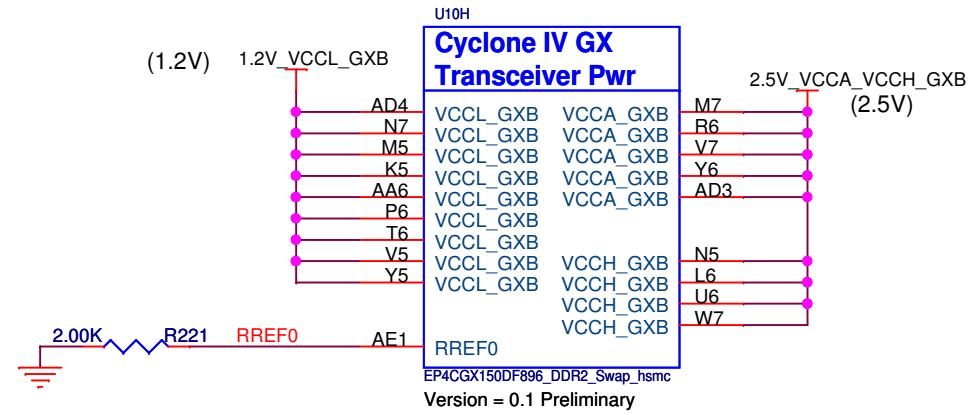 U10H
Cyclone IV GX
Transceiver Pwr
(1.2V) 1.2V_VCCL_GXB
2.5V_VCCA_VCCH_GXB
(2.5V)
AD4 VCCL_GXB VCCA_GXB M7
N7 VCCL_GXB VCCA_GXB R6
M5 VCCL_GXB VCCA_GXB V7
K5 VCCL_GXB VCCA_GXB Y6
AA6 VCCL_GXB VCCA_GXB AD3
P6 VCCL_GXB
T6 VCCL_GXB
V5 VCCL_GXB VCCH_GXB N5
Y5 VCCL_GXB VCCH_GXB L6
VCCH_GXB U6
VCCH_GXB W7
2.00K R221 RREF0 AE1 RREF0
EP4CGX150DF896_DDR2_Swap_hsmc
Version = 0.1 Preliminary